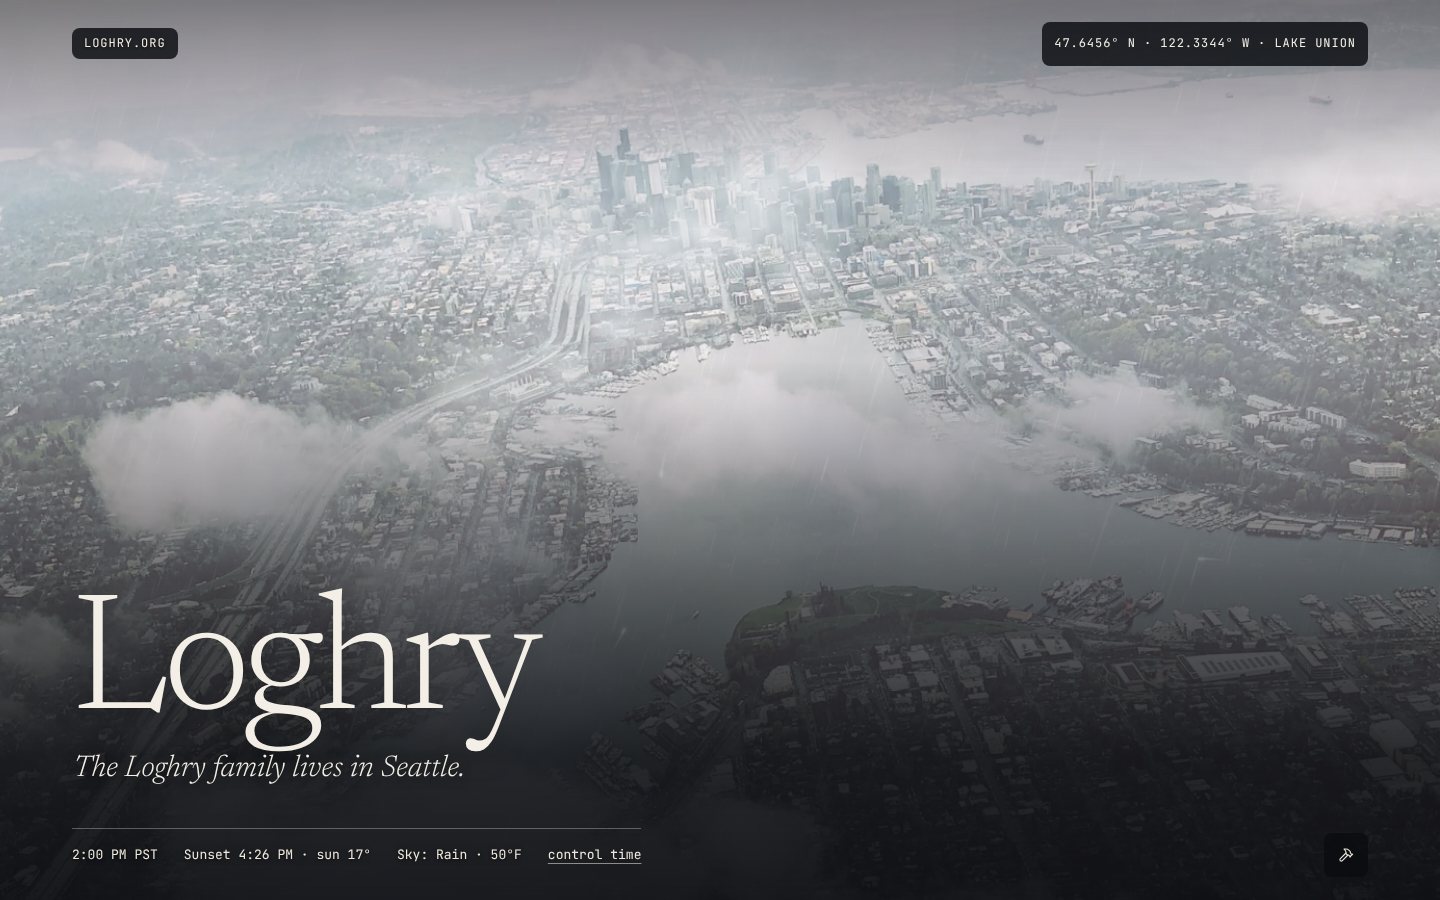 LOGHRY.ORG
47.6456° N · 122.3344° W · LAKE UNION
Loghry
The Loghry family lives in Seattle.
2:00 PM PST Sunset 4:26 PM · sun 17° Sky: Rain · 50°F control time